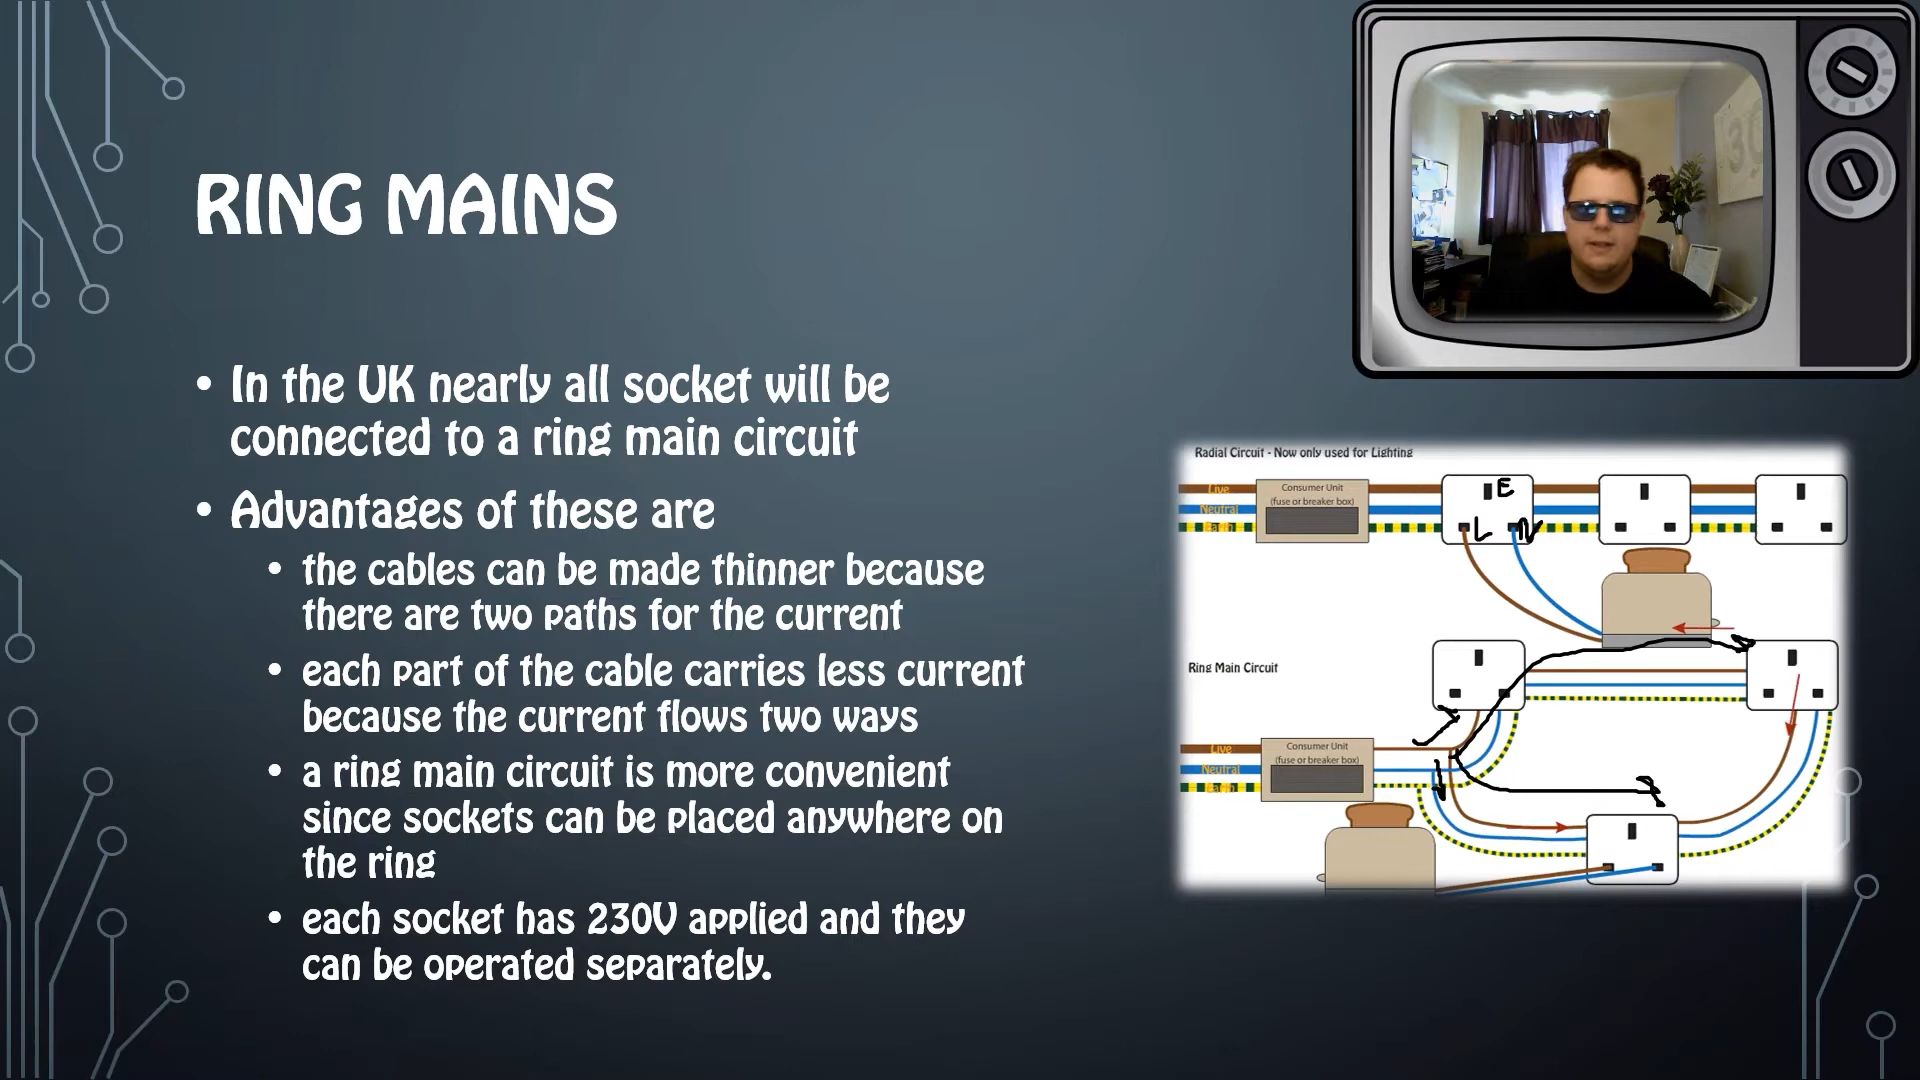 RING MAINS
• In the UK nearly all socket will be
connected to a ring main circuit
• Advantages of these are
• the cables can be made thinner because
there are two paths for the current
• each part of the cable carries less current
because the current flows two ways
• a ring main circuit is more convenient
since sockets can be placed anywhere on
the ring
• each socket has 230V applied and they
can be operated separately.
Radial Circuit - Now only used for Lighting
Live
Neutral
Earth
Consumer Unit
(fuse or breaker box)
E
L N
Ring Main Circuit
Live
Neutral
Earth
Consumer Unit
(fuse or breaker box)